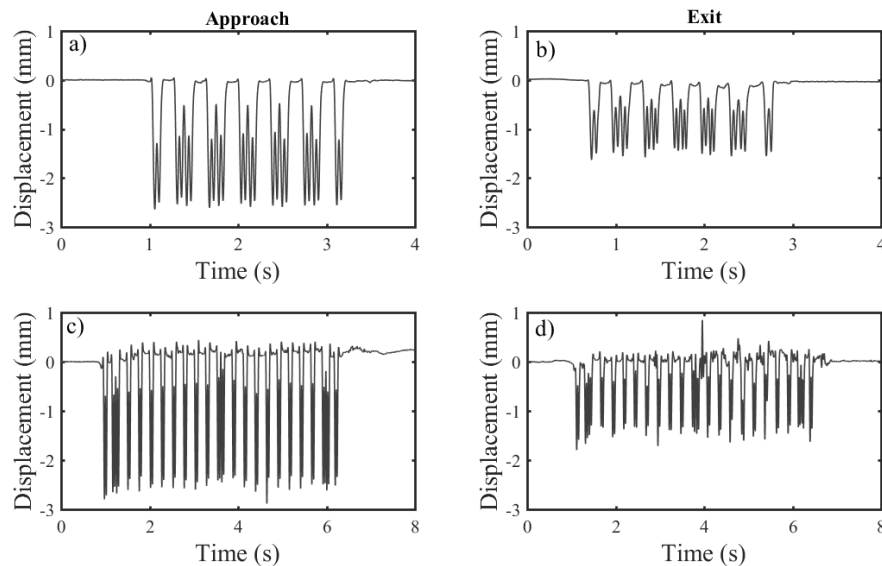 Approach
Exit
a)
b)
1
0
-1
-2
-3
Displacement (mm)
0 1 2 3 4
Time (s)
1
0
-1
-2
-3
Displacement (mm)
0 1 2 3 4
Time (s)
c)
d)
1
0
-1
-2
-3
Displacement (mm)
0 2 4 6 8
Time (s)
1
0
-1
-2
-3
Displacement (mm)
0 2 4 6 8
Time (s)